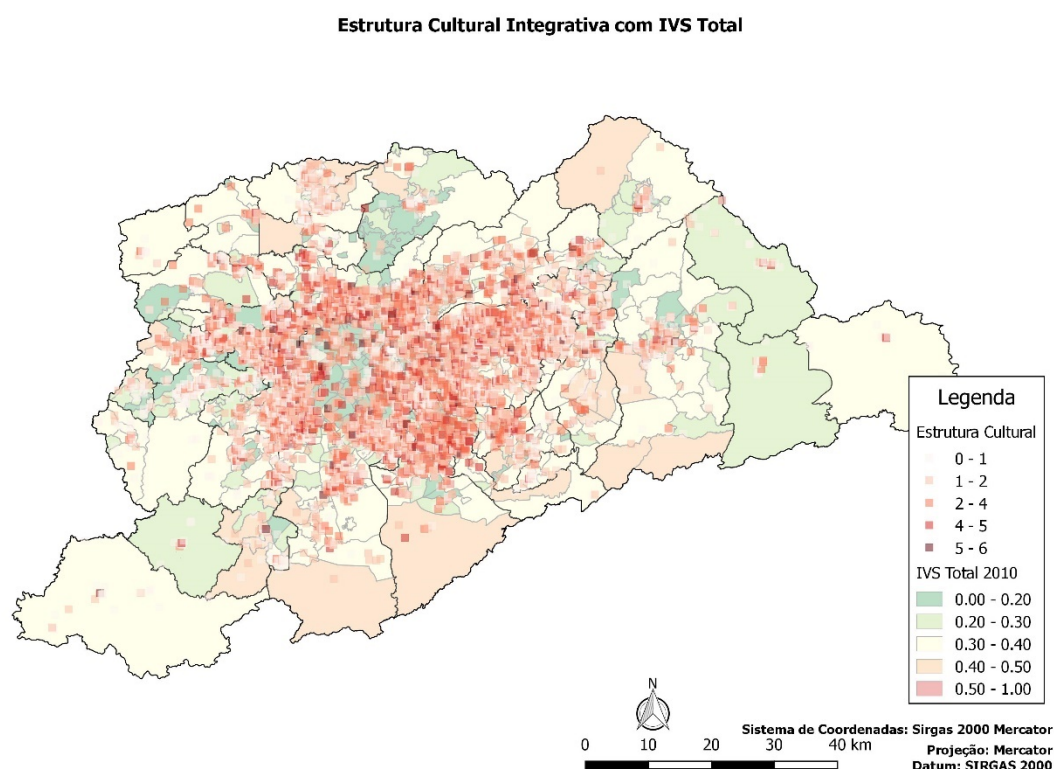 Estrutura Cultural Integrativa com IVS Total
Legenda
Estrutura Cultural
0 - 1
1 - 2
2 - 4
4 - 5
5 - 6
IVS Total 2010
0.00 - 0.20
0.20 - 0.30
0.30 - 0.40
0.40 - 0.50
0.50 - 1.00
N
0 10 20 30 40 km
Sistema de Coordenadas: Sirgas 2000 Mercator
Projeção: Mercator
Datum: SIRGAS 2000